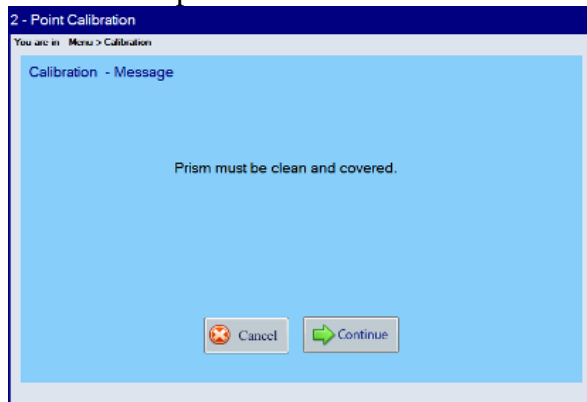 2 - Point Calibration
You are in Menu > Calibration
Calibration - Message
Prism must be clean and covered.
Cancel
Continue